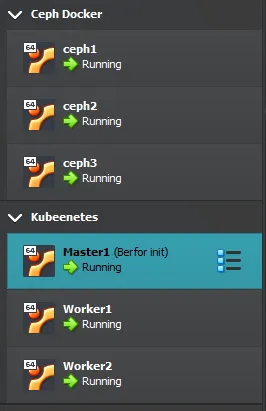 Ceph Docker
64
ceph1
Running
64
ceph2
Running
64
ceph3
Running
Kubeenetes
64
Master1 (Berfor init)
Running
64
Worker1
Running
64
Worker2
Running